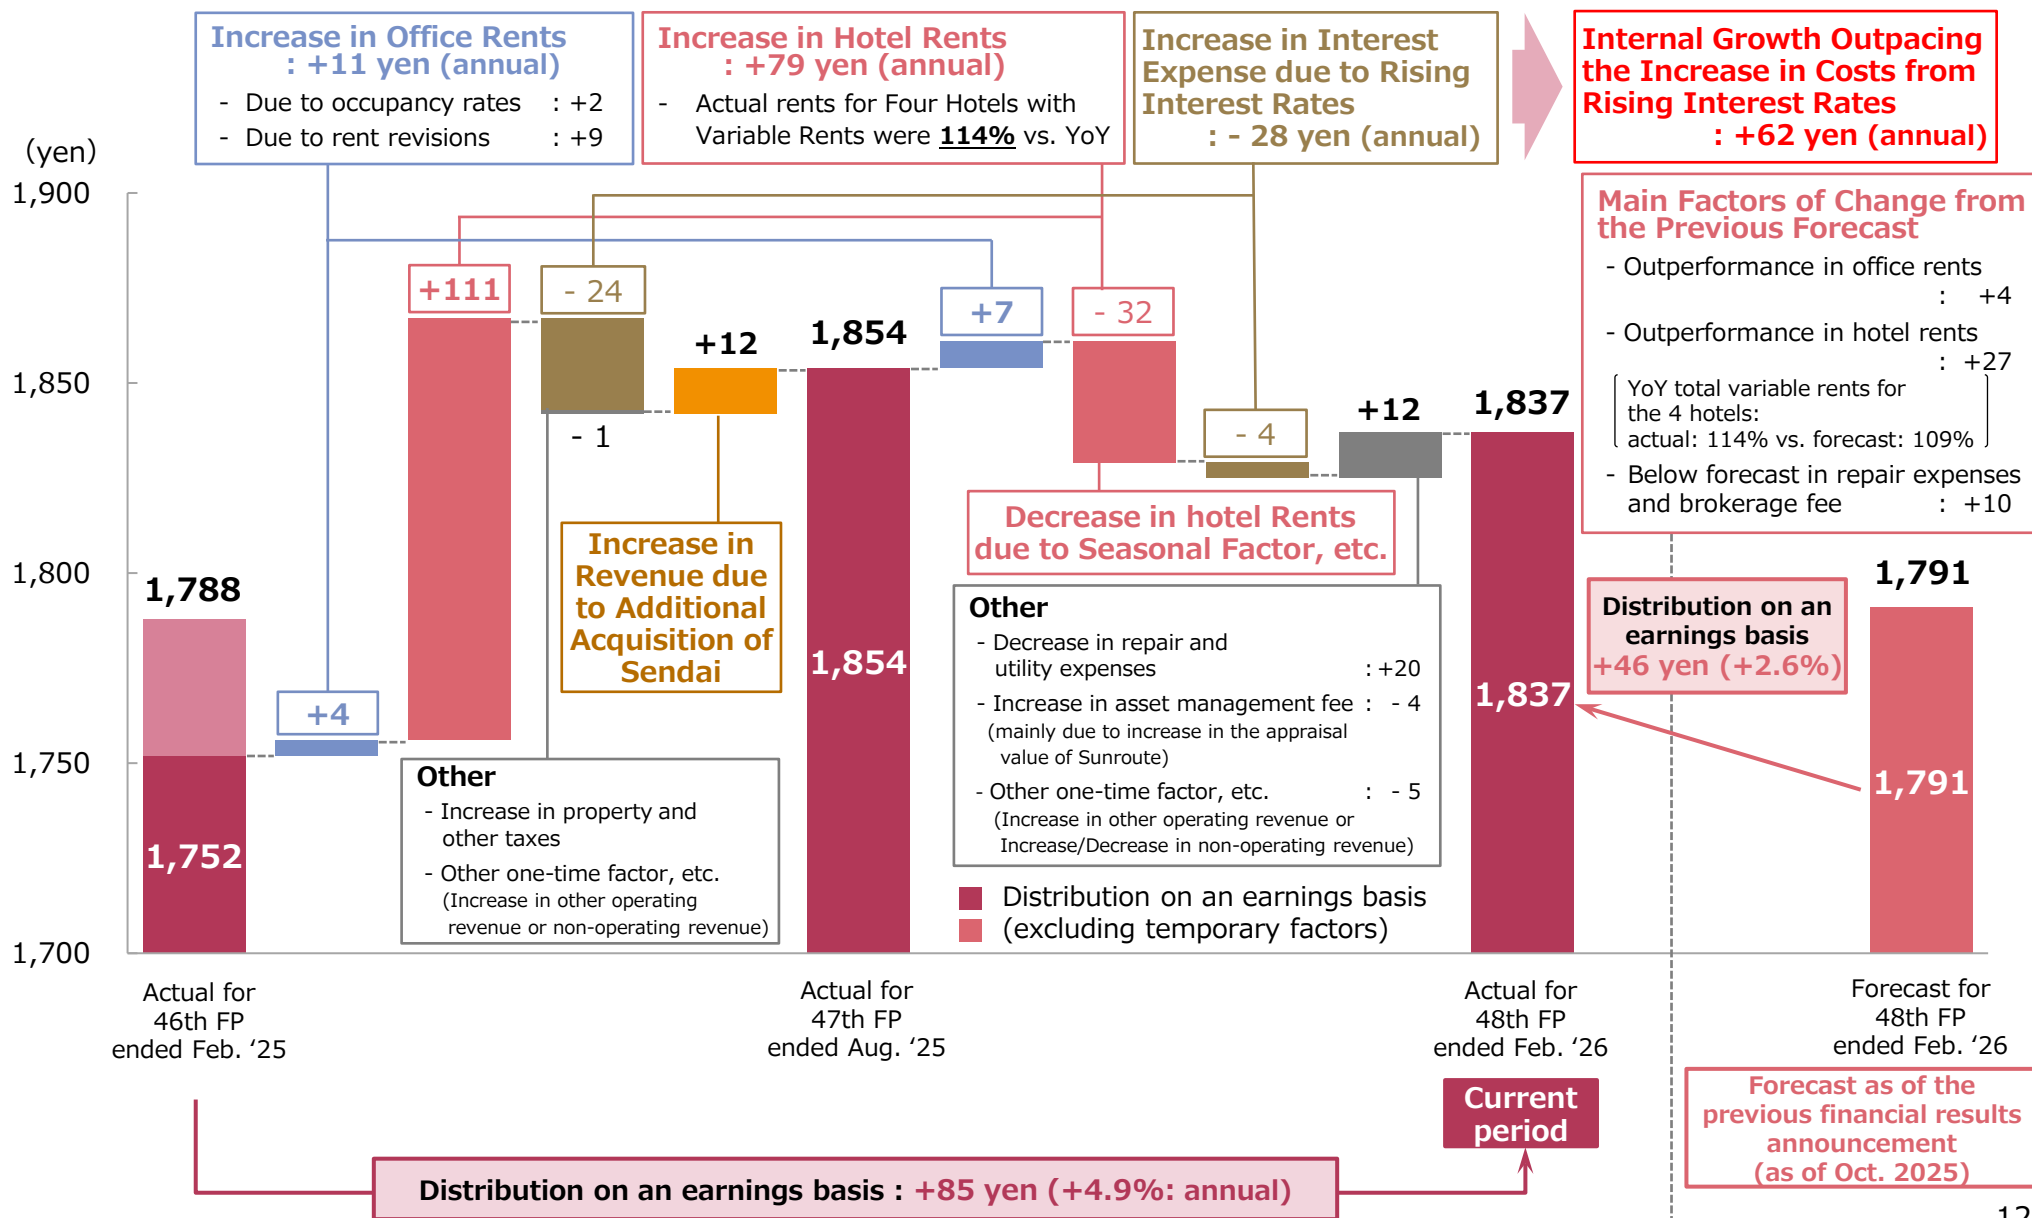 Increase in Office Rents
: +11 yen (annual)
- Due to occupancy rates : +2
- Due to rent revisions : +9
Increase in Hotel Rents
: +79 yen (annual)
- Actual rents for Four Hotels with
Variable Rents were 114% vs. YoY
Increase in Interest
Expense due to Rising
Interest Rates
: - 28 yen (annual)
Internal Growth Outpacing
the Increase in Costs from
Rising Interest Rates
: +62 yen (annual)
Main Factors of Change from
the Previous Forecast
- Outperformance in office rents
: +4
- Outperformance in hotel rents
: +27
YoY total variable rents for
the 4 hotels:
actual: 114% vs. forecast: 109%
- Below forecast in repair expenses
and brokerage fee : +10
(yen)
1,900
1,850
1,800
1,750
1,700
1,788
1,752
+4
+111
- 24
- 1
+12
1,854
1,854
+7
- 32
- 4
+12
1,837
1,837
1,791
1,791
Increase in
Revenue due
to Additional
Acquisition of
Sendai
Decrease in hotel Rents
due to Seasonal Factor, etc.
Other
- Increase in property and
other taxes
- Other one-time factor, etc.
(Increase in other operating
revenue or non-operating revenue)
Other
- Decrease in repair and
utility expenses : +20
- Increase in asset management fee : - 4
(mainly due to increase in the appraisal
value of Sunroute)
- Other one-time factor, etc. : - 5
(Increase in other operating revenue or
Increase/Decrease in non-operating revenue)
Distribution on an
earnings basis
+46 yen (+2.6%)
Distribution on an earnings basis
(excluding temporary factors)
Actual for
46th FP
ended Feb. ‘25
Actual for
47th FP
ended Aug. ‘25
Actual for
48th FP
ended Feb. ‘26
Forecast for
48th FP
ended Feb. ‘26
Current
period
Forecast as of the
previous financial results
announcement
(as of Oct. 2025)
Distribution on an earnings basis : +85 yen (+4.9%: annual)
12